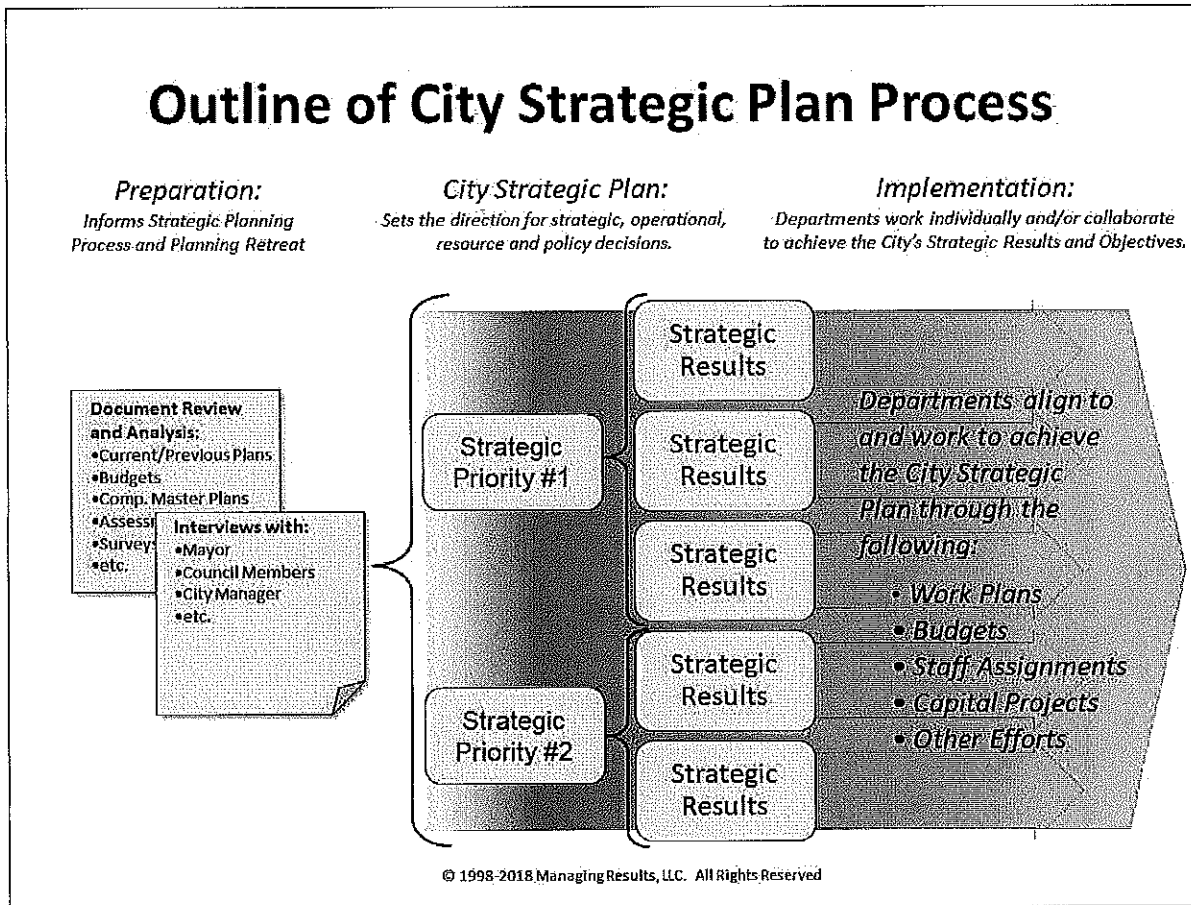 Outline of City Strategic Plan Process
Preparation:
Informs Strategic Planning
Process and Planning Retreat
City Strategic Plan:
Sets the direction for strategic, operational,
resource and policy decisions.
Implementation:
Departments work individually and/or collaborate
to achieve the City's Strategic Results and Objectives.
Document Review
and Analysis:
•Current/Previous Plans
•Budgets
•Comp. Master Plans
•Assessm
•Survey
•etc.
Interviews with:
•Mayor
•Council Members
•City Manager
•etc.
Strategic
Priority #1
Strategic
Priority #2
Strategic
Results
Strategic
Results
Strategic
Results
Strategic
Results
Strategic
Results
Departments align to
and work to achieve
the City Strategic
Plan through the
following:
• Work Plans
• Budgets
• Staff Assignments
• Capital Projects
• Other Efforts
© 1998-2018 Managing Results, LLC. All Rights Reserved